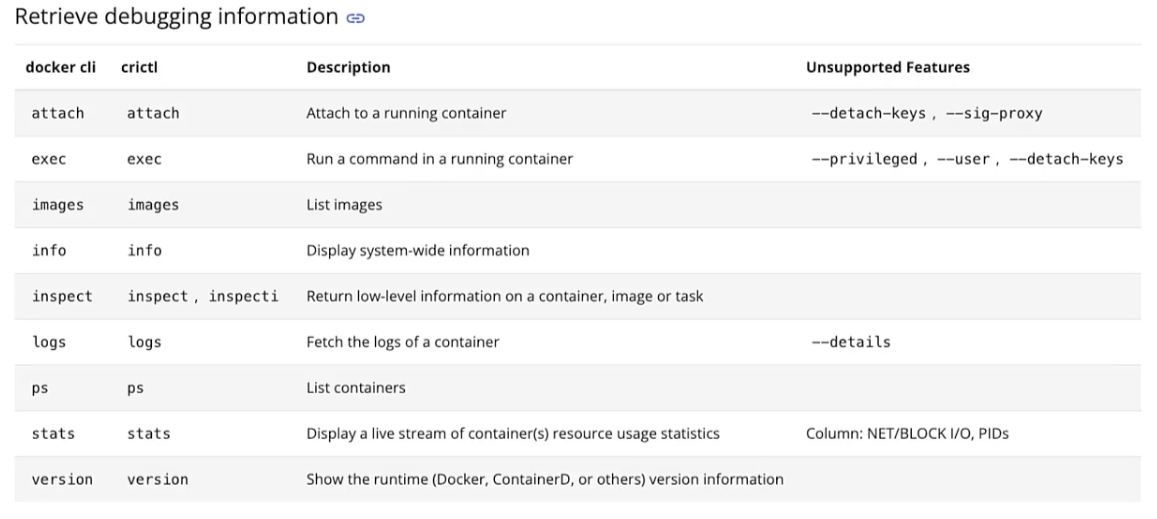 Retrieve debugging information
docker cli crictl Description Unsupported Features
attach attach Attach to a running container --detach-keys , --sig-proxy
exec exec Run a command in a running container --privileged , --user , --detach-keys
images images List images
info info Display system-wide information
inspect inspect , inspecti Return low-level information on a container, image or task
logs logs Fetch the logs of a container --details
ps ps List containers
stats stats Display a live stream of container(s) resource usage statistics Column: NET/BLOCK I/O, PIDs
version version Show the runtime (Docker, ContainerD, or others) version information